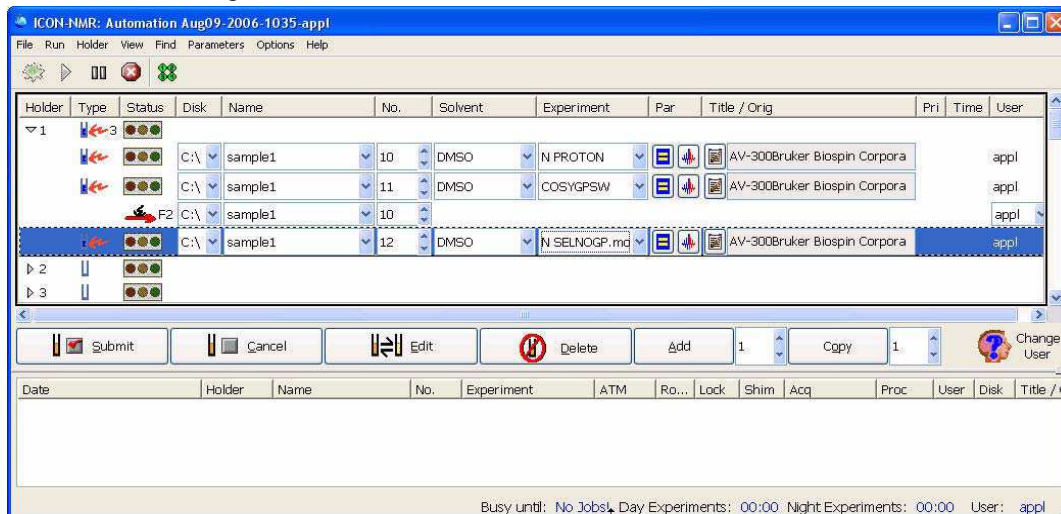 ICON-NMR: Automation Aug09-2006-1035-appl
File Run Holder View Find Parameters Options Help
Holder Type Status Disk Name No. Solvent Experiment Par Title / Orig Pri Time User
1 3
C:\ sample1 10 DMSO N PROTON AV-300Bruker Biospin Corpora appl
C:\ sample1 11 DMSO COSYGPSW AV-300Bruker Biospin Corpora appl
F2 C:\ sample1 10 appl
C:\ sample1 12 DMSO N SELNOGP.mo AV-300Bruker Biospin Corpora appl
2
3
Submit Cancel Edit Delete Add 1 Copy 1 Change User
Date Holder Name No. Experiment ATM Ro... Lock Shim Acq Proc User Disk Title /
Busy until: No Jobs! Day Experiments: 00:00 Night Experiments: 00:00 User: appl